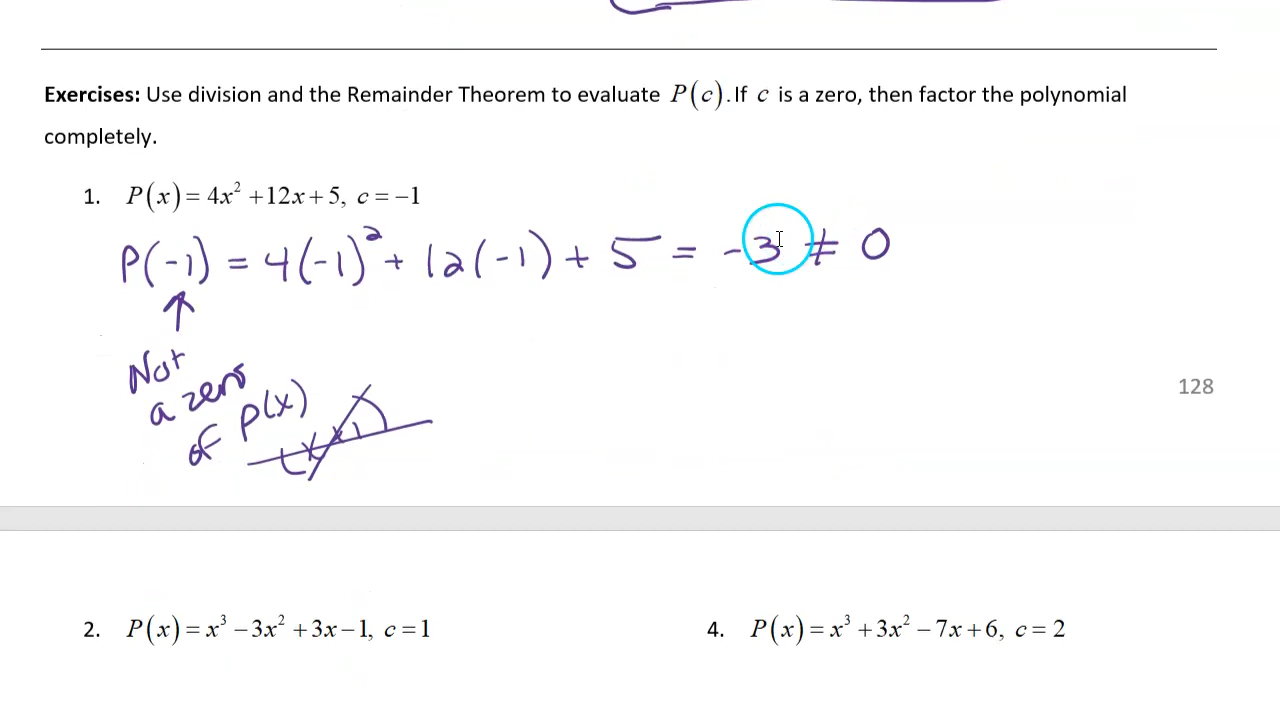 Exercises: Use division and the Remainder Theorem to evaluate P(c). If c is a zero, then factor the polynomial
completely.
1. P(x) = 4x² + 12x + 5, c = −1
P(-1) = 4(-1)² + 12(-1) + 5 = -3 ≠ 0
Not
a zero
of P(x)
128
2. P(x) = x³ − 3x² + 3x − 1, c = 1
4. P(x) = x³ + 3x² − 7x + 6, c = 2